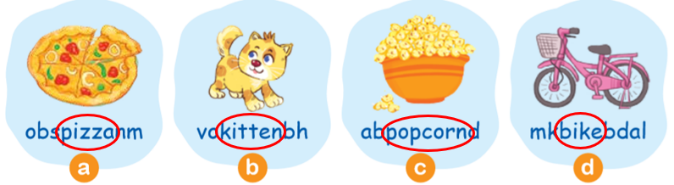 obspizzanm
vakittenbh
abpopcornd
mkbikebdal
a
b
c
d